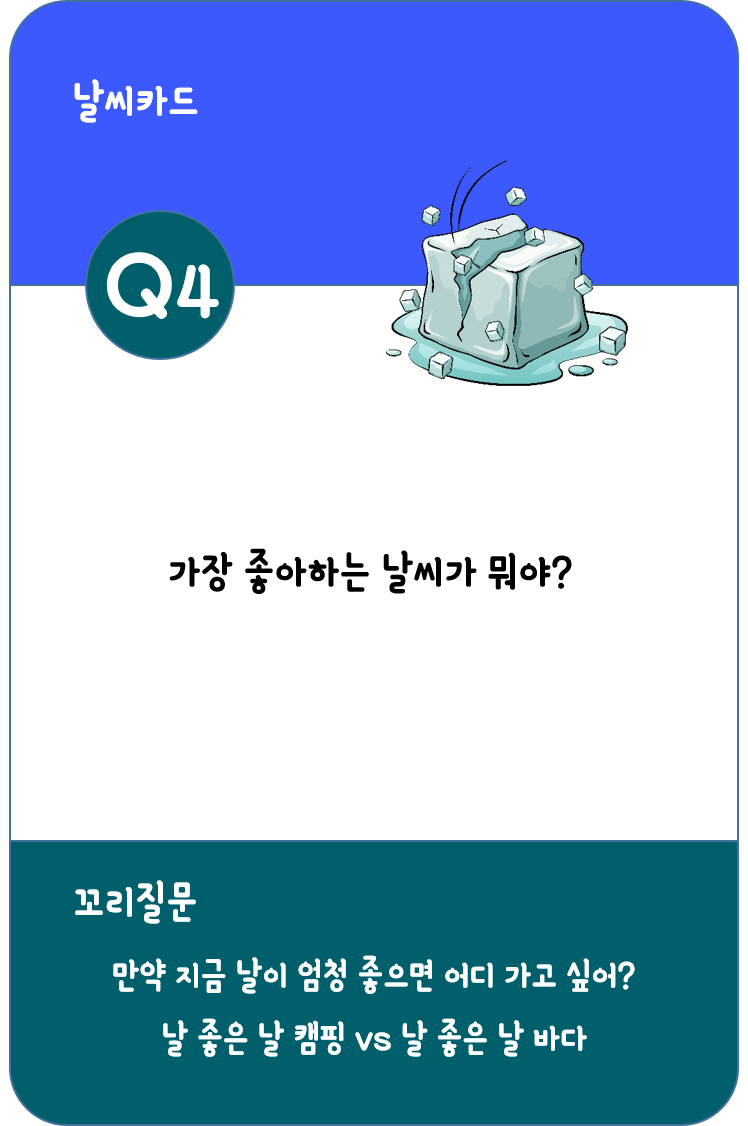 날씨카드
Q4
가장 좋아하는 날씨가 뭐야?
꼬리질문
만약 지금 날이 엄청 좋으면 어디 가고 싶어?
날 좋은 날 캠핑 vs 날 좋은 날 바다